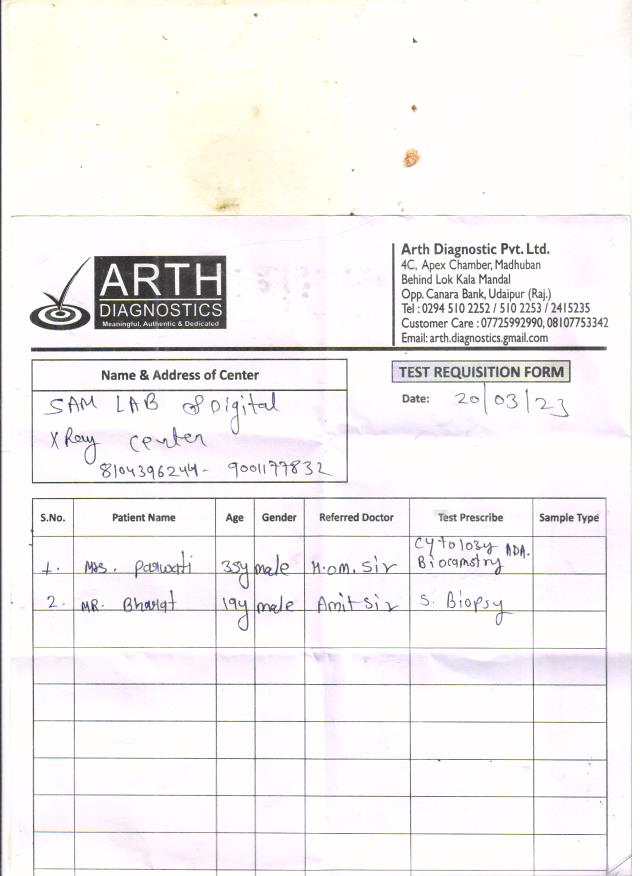 ARTH
DIAGNOSTICS
Meaningful, Authentic & Dedicated
Arth Diagnostic Pvt. Ltd.
4C, Apex Chamber, Madhuban
Behind Lok Kala Mandal
Opp. Canara Bank, Udaipur (Raj.)
Tel : 0294 510 2252 / 510 2253 / 2415235
Customer Care : 07725992990, 08107753342
Email: arth.diagnostics.gmail.com
Name & Address of Center
SAM LAB of Digital
X Ray center
8104396244- 9001177832
TEST REQUISITION FORM
Date: 20/03/23
S.No. Patient Name Age Gender Referred Doctor Test Prescribe Sample Type
Cytology ADA.
1. Mrs. Parwati 35y male H.om. Sir Biocamstry
2. MR. Bharat 19y male Amit Sir S. Biopsy